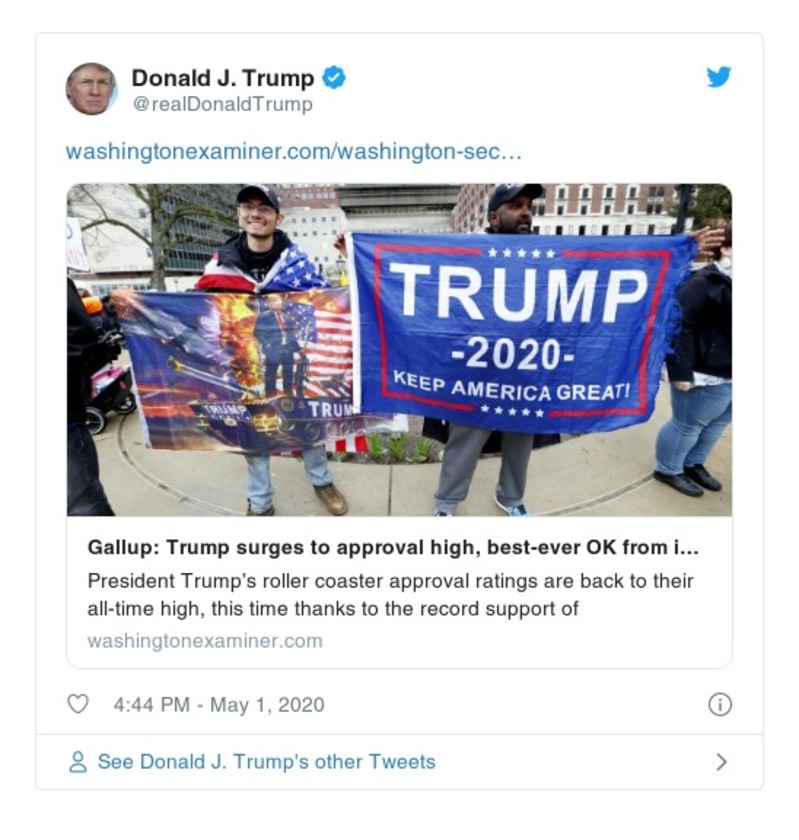 Donald J. Trump
@realDonaldTrump
washingtonexaminer.com/washington-sec…
TRUMP
-2020-
KEEP AMERICA GREAT!
TRUMP
TRUM
Gallup: Trump surges to approval high, best-ever OK from i…
President Trump's roller coaster approval ratings are back to their
all-time high, this time thanks to the record support of
washingtonexaminer.com
4:44 PM - May 1, 2020
See Donald J. Trump's other Tweets